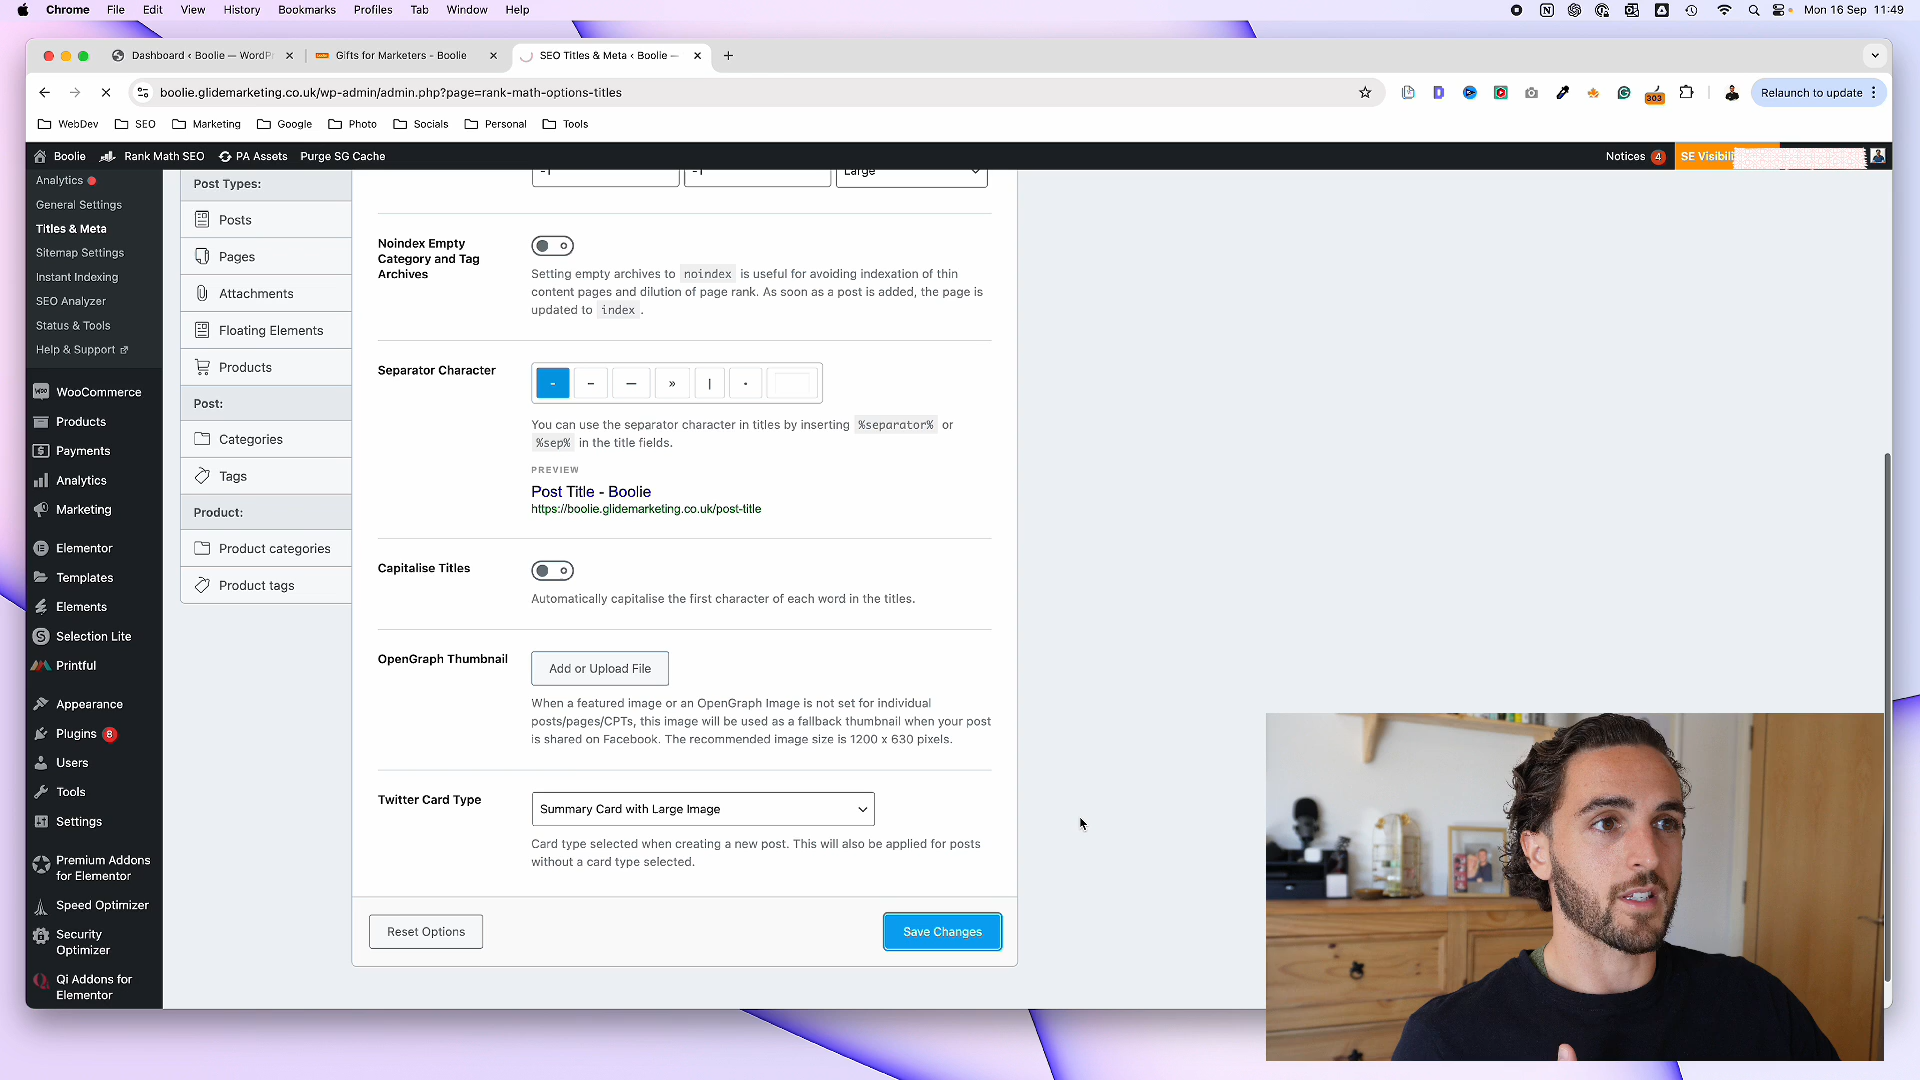 Chrome File Edit View History Bookmarks Profiles Tab Window Help
Mon 16 Sep 11:49
Dashboard ‹ Boolie — WordPr
Gifts for Marketers - Boolie
SEO Titles & Meta ‹ Boolie —
boolie.glidemarketing.co.uk/wp-admin/admin.php?page=rank-math-options-titles
303
Relaunch to update
WebDev SEO Marketing Google Photo Socials Personal Tools
Boolie Rank Math SEO PA Assets Purge SG Cache
Notices 4
SE Visibili
Analytics
General Settings
Titles & Meta
Sitemap Settings
Instant Indexing
SEO Analyzer
Status & Tools
Help & Support
WooCommerce
Products
Payments
Analytics
Marketing
Elementor
Templates
Elements
Selection Lite
Printful
Appearance
Plugins 8
Users
Tools
Settings
Premium Addons
for Elementor
Speed Optimizer
Security
Optimizer
Qi Addons for
Elementor
Post Types:
Posts
Pages
Attachments
Floating Elements
Products
Post:
Categories
Tags
Product:
Product categories
Product tags
-1 -1 Large
Noindex Empty
Category and Tag
Archives
Setting empty archives to noindex is useful for avoiding indexation of thin
content pages and dilution of page rank. As soon as a post is added, the page is
updated to index .
Separator Character
- – — » | •
You can use the separator character in titles by inserting %separator% or
%sep% in the title fields.
PREVIEW
Post Title - Boolie
https://boolie.glidemarketing.co.uk/post-title
Capitalise Titles
Automatically capitalise the first character of each word in the titles.
OpenGraph Thumbnail
Add or Upload File
When a featured image or an OpenGraph Image is not set for individual
posts/pages/CPTs, this image will be used as a fallback thumbnail when your post
is shared on Facebook. The recommended image size is 1200 x 630 pixels.
Twitter Card Type
Summary Card with Large Image
Card type selected when creating a new post. This will also be applied for posts
without a card type selected.
Reset Options
Save Changes